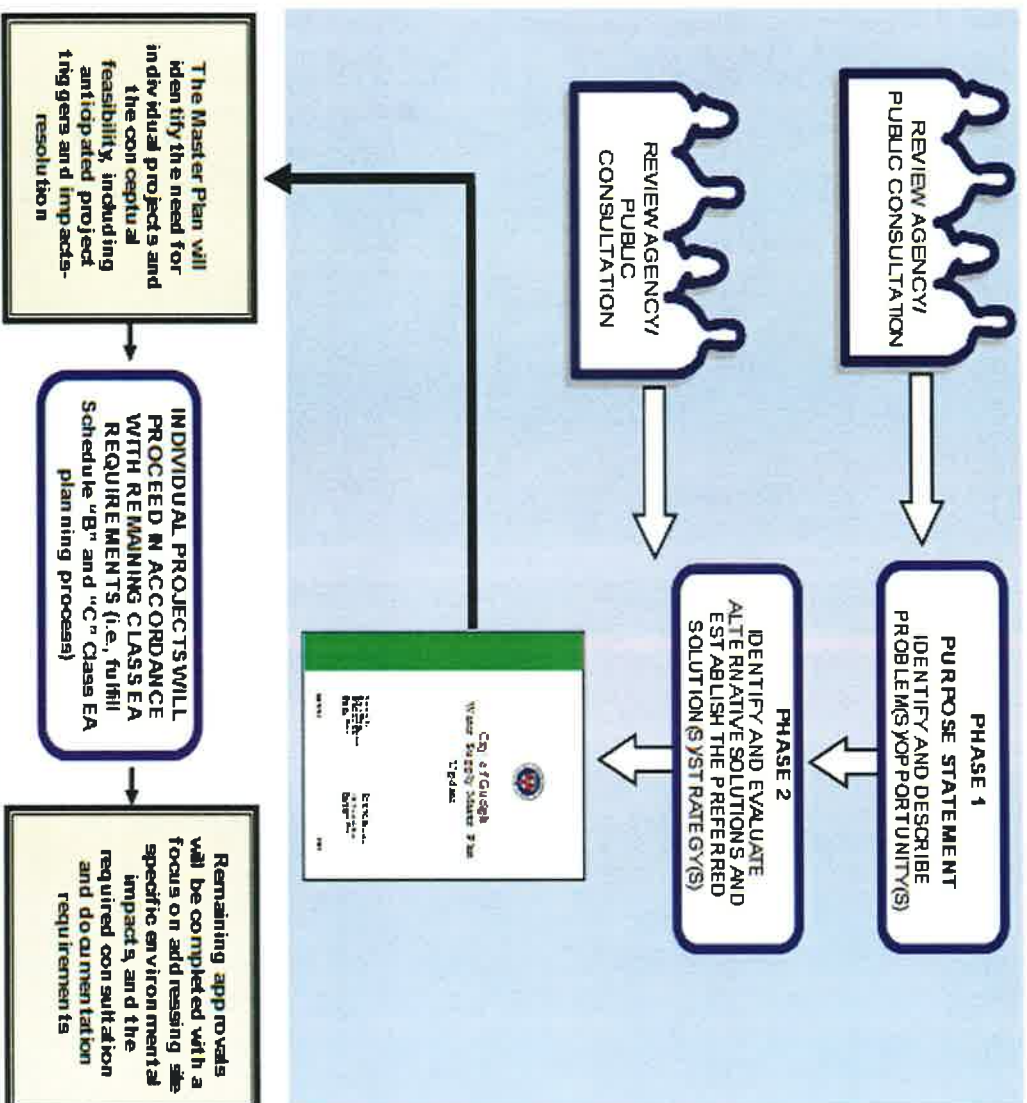 REVIEW AGENCY/
PUBLIC CONSULTATION
PHASE 1
PURPOSE STATEMENT
IDENTIFY AND DESCRIBE
PROBLEM(S)/OPPORTUNITY(S)
REVIEW AGENCY/
PUBLIC
CONSULTATION
PHASE 2
IDENTIFY AND EVALUATE
ALTERNATIVE SOLUTIONS AND
ESTABLISH THE PREFERRED
SOLUTION(S)/STRATEGY(S)
City of Guelph
Water Supply Master Plan
Update
The Master Plan will
identify the need for
individual projects and
the conceptual
feasibility, including
anticipated project
triggers and impacts-
resolution
INDIVIDUAL PROJECTS WILL
PROCEED IN ACCORDANCE
WITH REMAINING CLASS EA
REQUIREMENTS (i.e., fulfill
Schedule "B" and "C" Class EA
planning process)
Remaining approvals
will be completed with a
focus on addressing site
specific environmental
impacts, and the
required consultation
and documentation
requirements